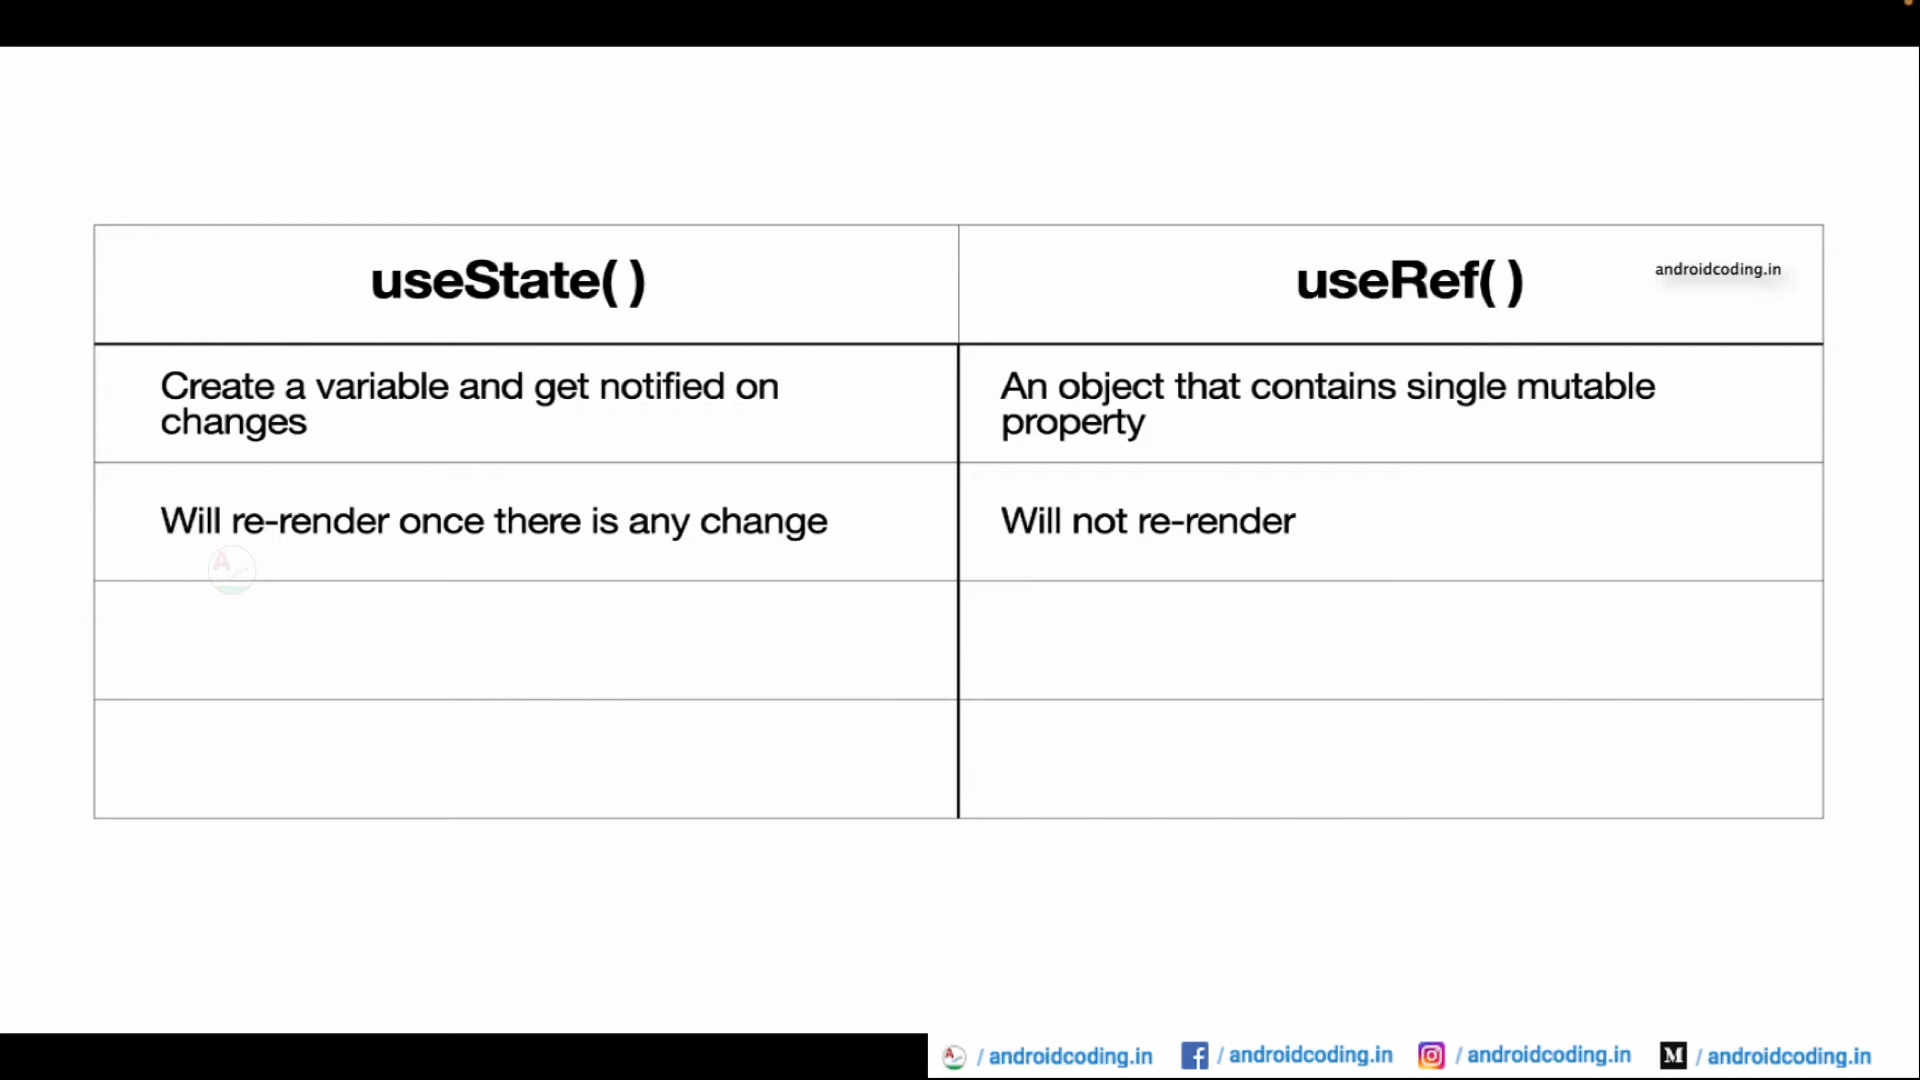 useState( )
useRef( )
androidcoding.in
Create a variable and get notified on
changes
An object that contains single mutable
property
Will re-render once there is any change
Will not re-render
/ androidcoding.in
/ androidcoding.in
/ androidcoding.in
/ androidcoding.in